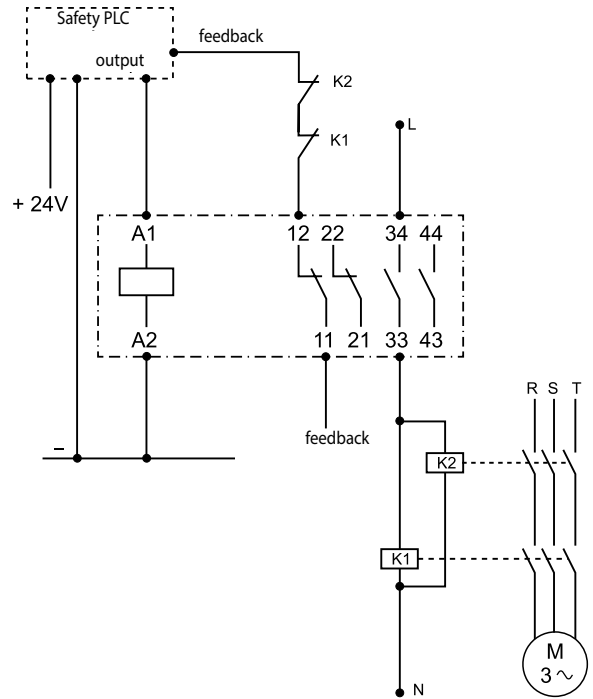 Safety PLC
feedback
output
K2
L
K1
+ 24V
A1 12 22 34 44
A2 11 21 33 43
R S T
feedback
–
K2
K1
M
3 ~
N